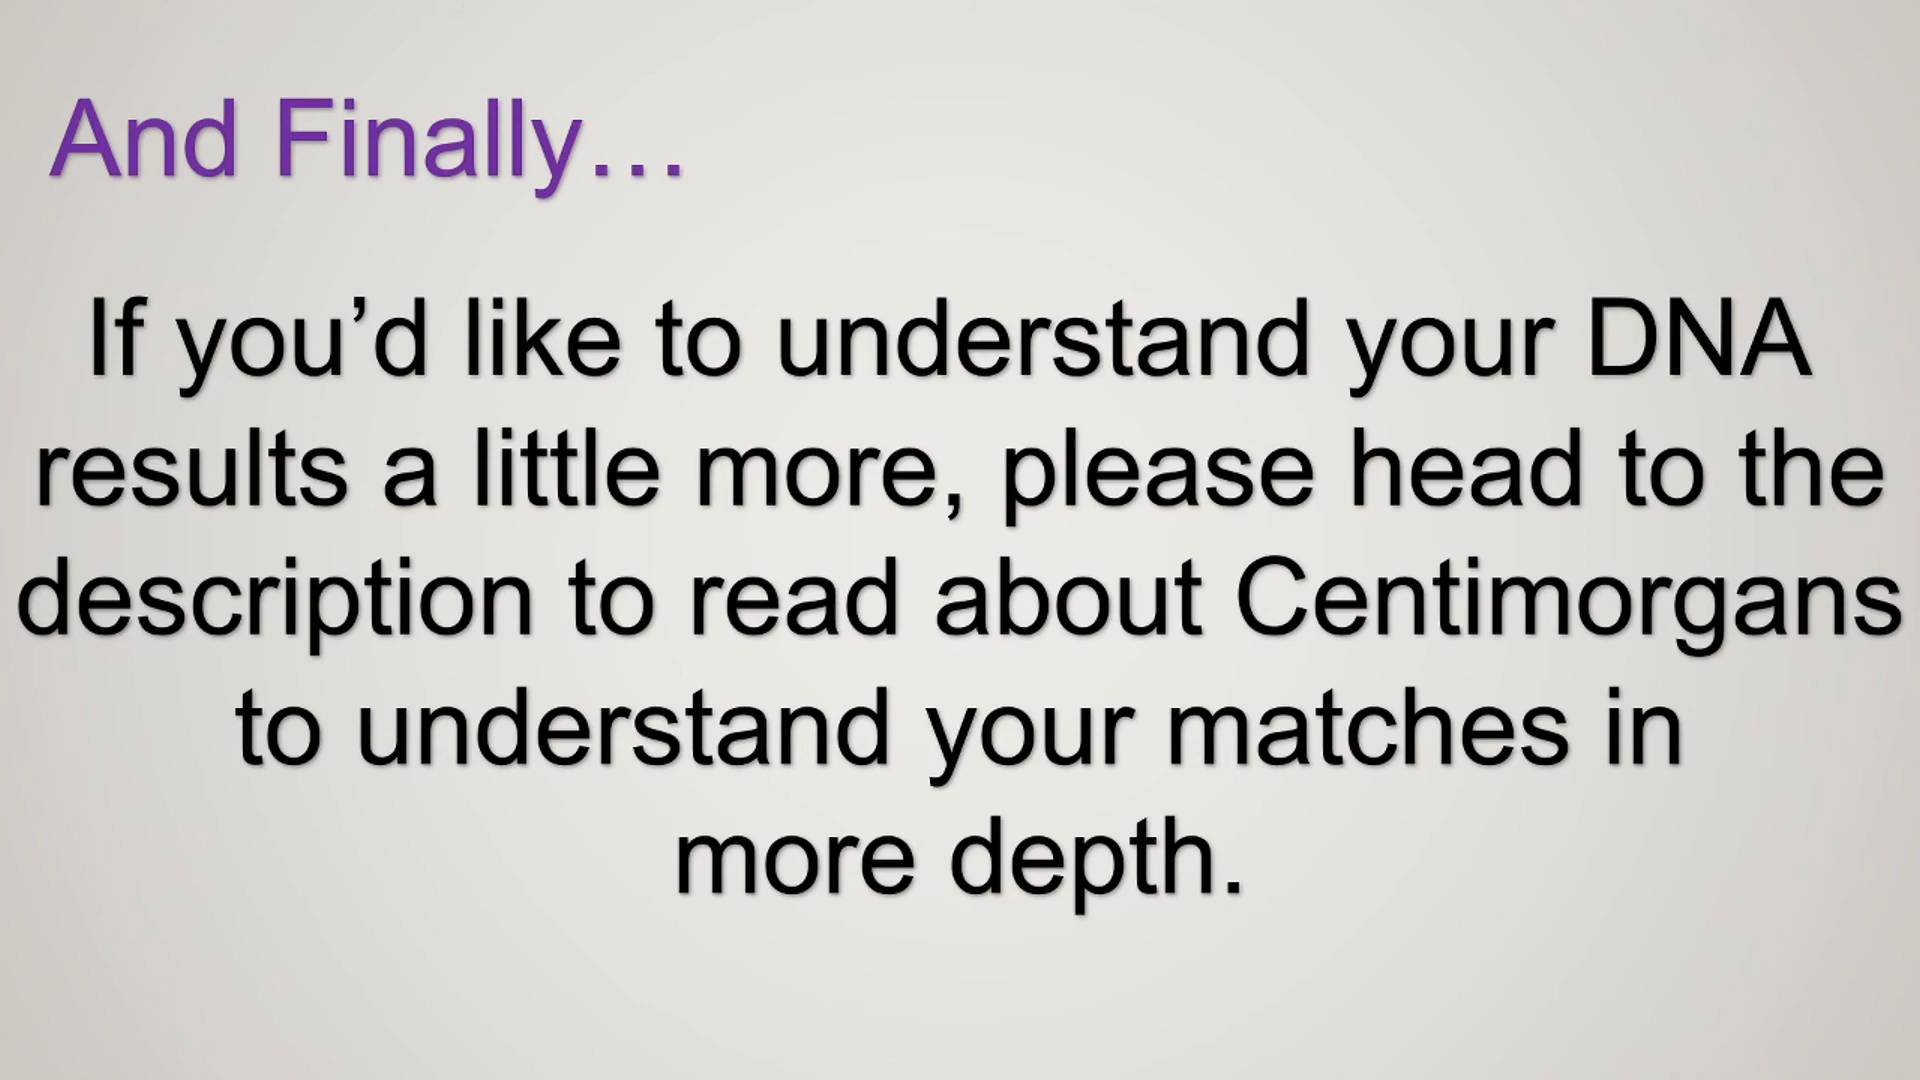 And Finally…
If you’d like to understand your DNA
results a little more, please head to the
description to read about Centimorgans
to understand your matches in
more depth.